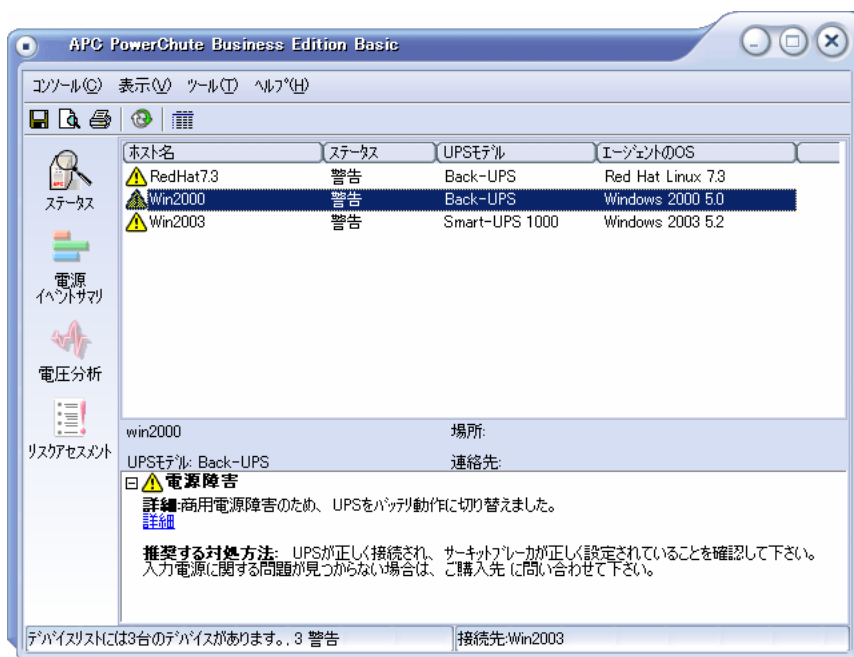 APC PowerChute Business Edition Basic
コンソール(C) 表示(V) ツール(T) ヘルプ(H)
ホスト名 ステータス UPSモデル エージェントのOS
RedHat7.3 警告 Back-UPS Red Hat Linux 7.3
Win2000 警告 Back-UPS Windows 2000 5.0
Win2003 警告 Smart-UPS 1000 Windows 2003 5.2
ステータス
電源
イベントサマリ
電圧分析
リスクアセスメント
win2000 場所:
UPSモデル: Back-UPS 連絡先:
電源障害
詳細:商用電源障害のため、UPSをバッテリ動作に切り替えました。
詳細
推奨する対処方法: UPSが正しく接続され、サーキットブレーカが正しく設定されていることを確認して下さい。
入力電源に関する問題が見つからない場合は、ご購入先 に問い合わせて下さい。
デバイスリストには3台のデバイスがあります。. 3 警告 接続先:Win2003